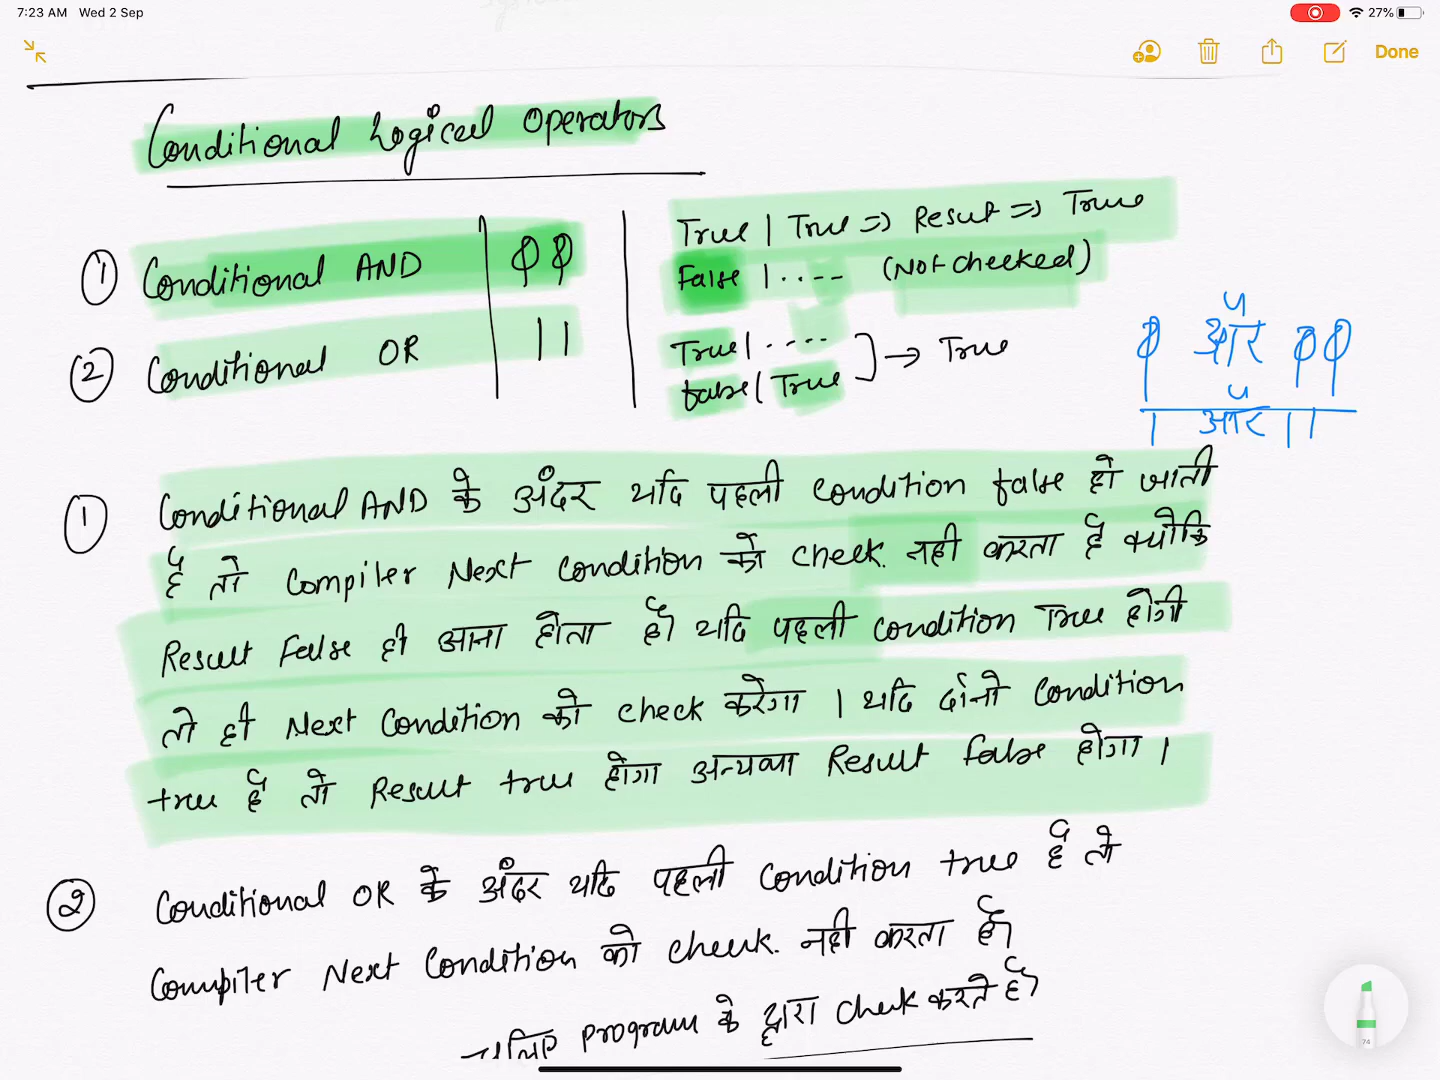 7:23 AM Wed 2 Sep
27%
Done
Conditional Logical Operators
① Conditional AND | &&
② Conditional OR | ||
True | True => Result => True
False | ---- (Not checked)
True | ----
false | True
→ True
& और &&
| और ||
① Conditional AND के अंदर यदि पहली condition false हो जाती
है तो Compiler Next Condition को check नही करता है क्योकि
Result False ही आना होता है। यदि पहली condition True होगी
तो ही Next Condition को check करेगा । यदि दोनो condition
true है तो Result true होगा अन्यथा Result false होगा ।
② Conditional OR के अंदर यदि पहली condition true है तो
Compiler Next Condition को check नही करता है।
चलिए program के द्वारा check करते है।
74